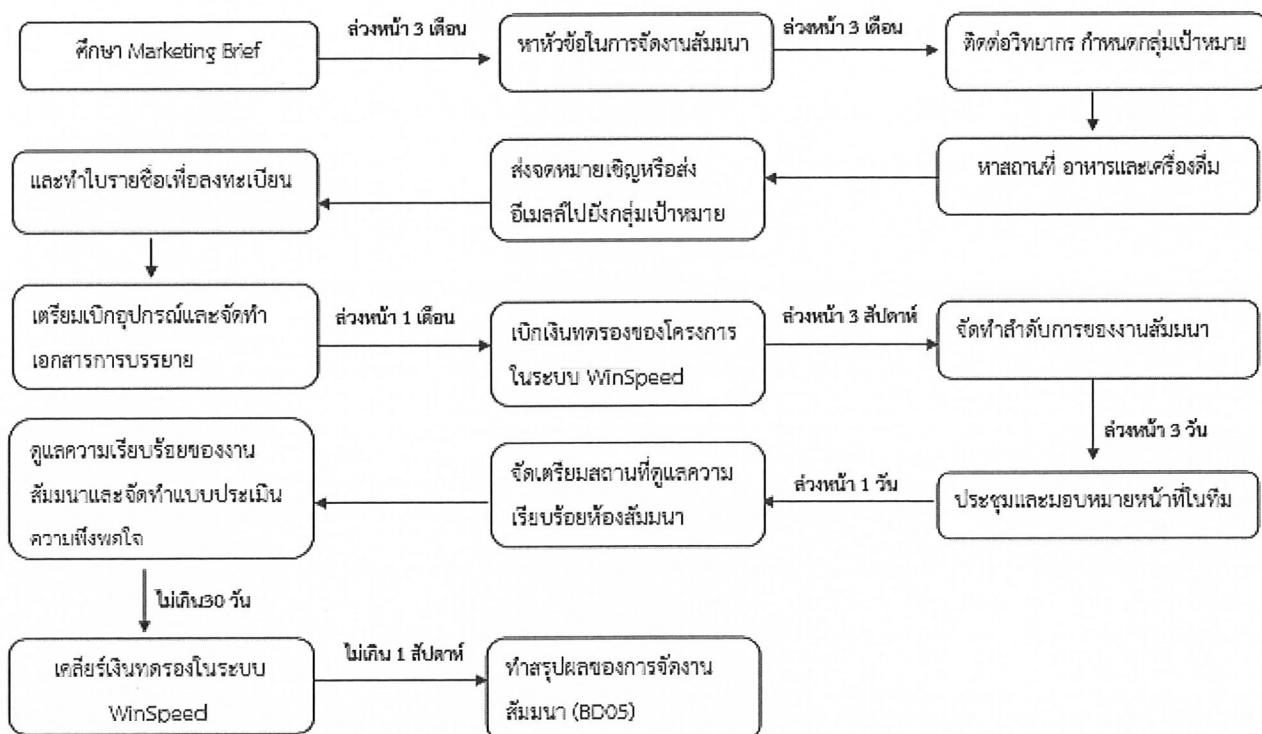 ศึกษา Marketing Brief
ล่วงหน้า 3 เดือน
หาหัวข้อในการจัดงานสัมมนา
ล่วงหน้า 3 เดือน
ติดต่อวิทยากร กำหนดกลุ่มเป้าหมาย
หาสถานที่ อาหารและเครื่องดื่ม
ส่งจดหมายเชิญหรือส่ง
อีเมลล์ไปยังกลุ่มเป้าหมาย
และทำใบรายชื่อเพื่อลงทะเบียน
เตรียมเบิกอุปกรณ์และจัดทำ
เอกสารการบรรยาย
ล่วงหน้า 1 เดือน
เบิกเงินทดรองของโครงการ
ในระบบ WinSpeed
ล่วงหน้า 3 สัปดาห์
จัดทำลำดับการของงานสัมมนา
ล่วงหน้า 3 วัน
ประชุมและมอบหมายหน้าที่ในทีม
ล่วงหน้า 1 วัน
จัดเตรียมสถานที่ดูแลความ
เรียบร้อยห้องสัมมนา
ดูแลความเรียบร้อยของงาน
สัมมนาและจัดทำแบบประเมิน
ความพึงพอใจ
ไม่เกิน30 วัน
เคลียร์เงินทดรองในระบบ
WinSpeed
ไม่เกิน 1 สัปดาห์
ทำสรุปผลของการจัดงาน
สัมมนา (BD05)